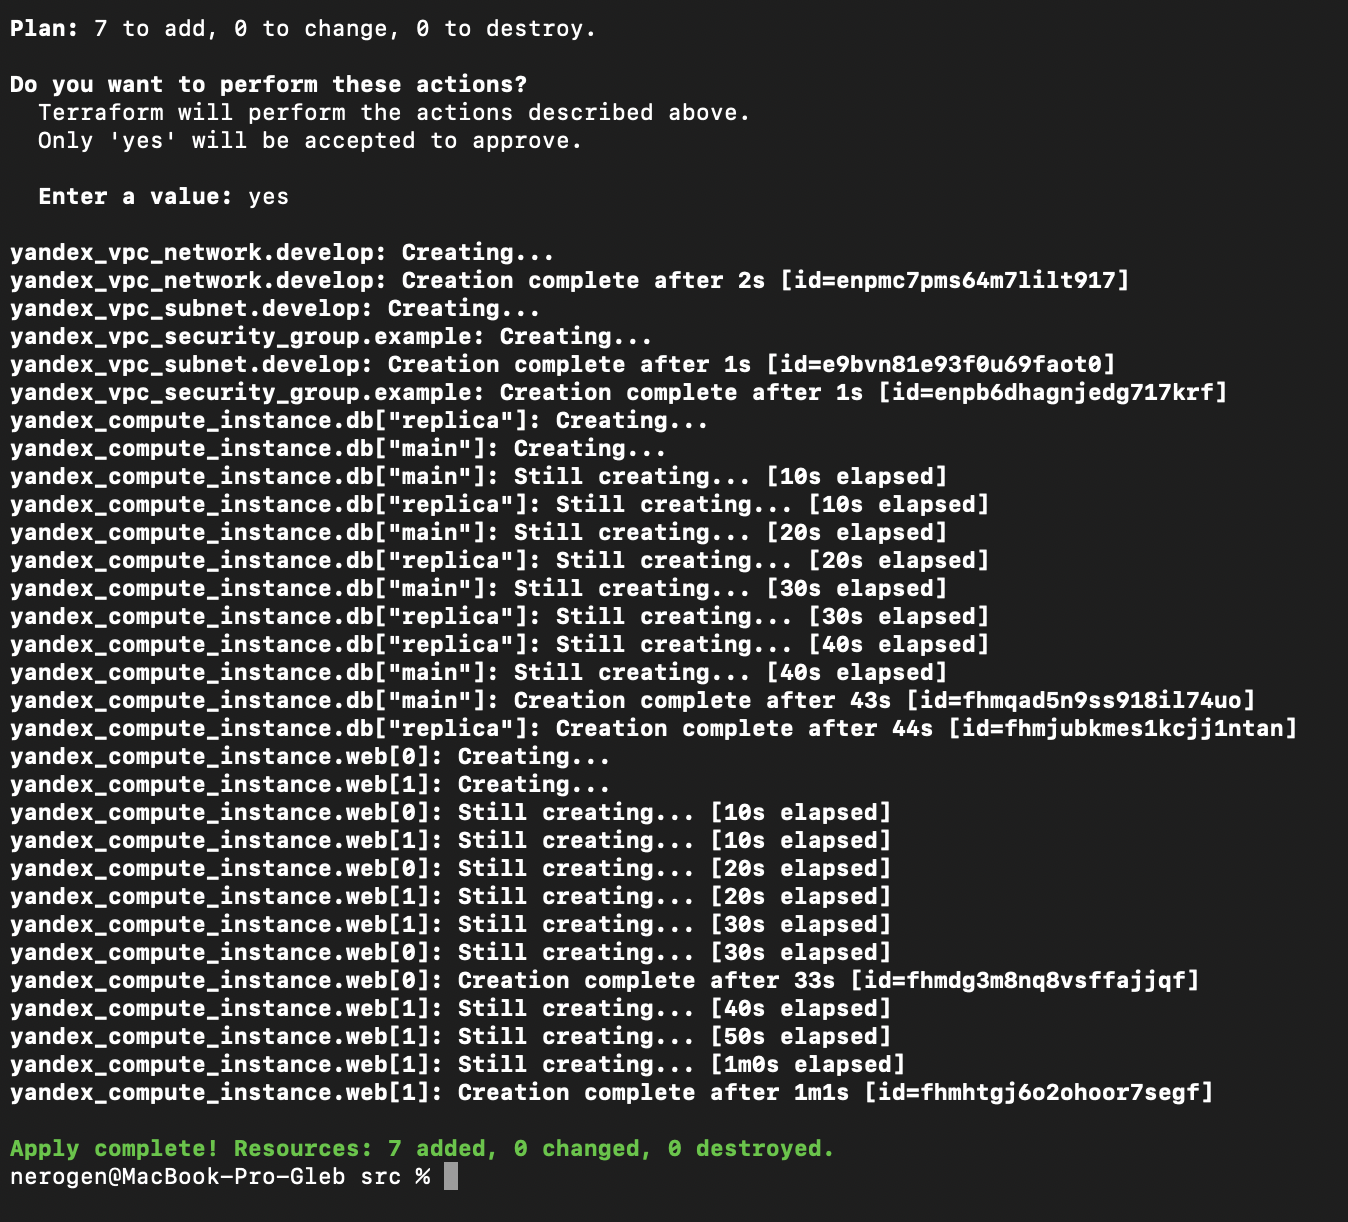 Plan: 7 to add, 0 to change, 0 to destroy.
Do you want to perform these actions?
Terraform will perform the actions described above.
Only 'yes' will be accepted to approve.
Enter a value: yes
yandex_vpc_network.develop: Creating...
yandex_vpc_network.develop: Creation complete after 2s [id=enpmc7pms64m7lilt917]
yandex_vpc_subnet.develop: Creating...
yandex_vpc_security_group.example: Creating...
yandex_vpc_subnet.develop: Creation complete after 1s [id=e9bvn81e93f0u69faot0]
yandex_vpc_security_group.example: Creation complete after 1s [id=enpb6dhagnjedg717krf]
yandex_compute_instance.db["replica"]: Creating...
yandex_compute_instance.db["main"]: Creating...
yandex_compute_instance.db["main"]: Still creating... [10s elapsed]
yandex_compute_instance.db["replica"]: Still creating... [10s elapsed]
yandex_compute_instance.db["main"]: Still creating... [20s elapsed]
yandex_compute_instance.db["replica"]: Still creating... [20s elapsed]
yandex_compute_instance.db["main"]: Still creating... [30s elapsed]
yandex_compute_instance.db["replica"]: Still creating... [30s elapsed]
yandex_compute_instance.db["replica"]: Still creating... [40s elapsed]
yandex_compute_instance.db["main"]: Still creating... [40s elapsed]
yandex_compute_instance.db["main"]: Creation complete after 43s [id=fhmqad5n9ss918il74uo]
yandex_compute_instance.db["replica"]: Creation complete after 44s [id=fhmjubkmes1kcjj1ntan]
yandex_compute_instance.web[0]: Creating...
yandex_compute_instance.web[1]: Creating...
yandex_compute_instance.web[0]: Still creating... [10s elapsed]
yandex_compute_instance.web[1]: Still creating... [10s elapsed]
yandex_compute_instance.web[0]: Still creating... [20s elapsed]
yandex_compute_instance.web[1]: Still creating... [20s elapsed]
yandex_compute_instance.web[1]: Still creating... [30s elapsed]
yandex_compute_instance.web[0]: Still creating... [30s elapsed]
yandex_compute_instance.web[0]: Creation complete after 33s [id=fhmdg3m8nq8vsffajjqf]
yandex_compute_instance.web[1]: Still creating... [40s elapsed]
yandex_compute_instance.web[1]: Still creating... [50s elapsed]
yandex_compute_instance.web[1]: Still creating... [1m0s elapsed]
yandex_compute_instance.web[1]: Creation complete after 1m1s [id=fhmhtgj6o2ohoor7segf]
Apply complete! Resources: 7 added, 0 changed, 0 destroyed.
nerogen@MacBook-Pro-Gleb src %